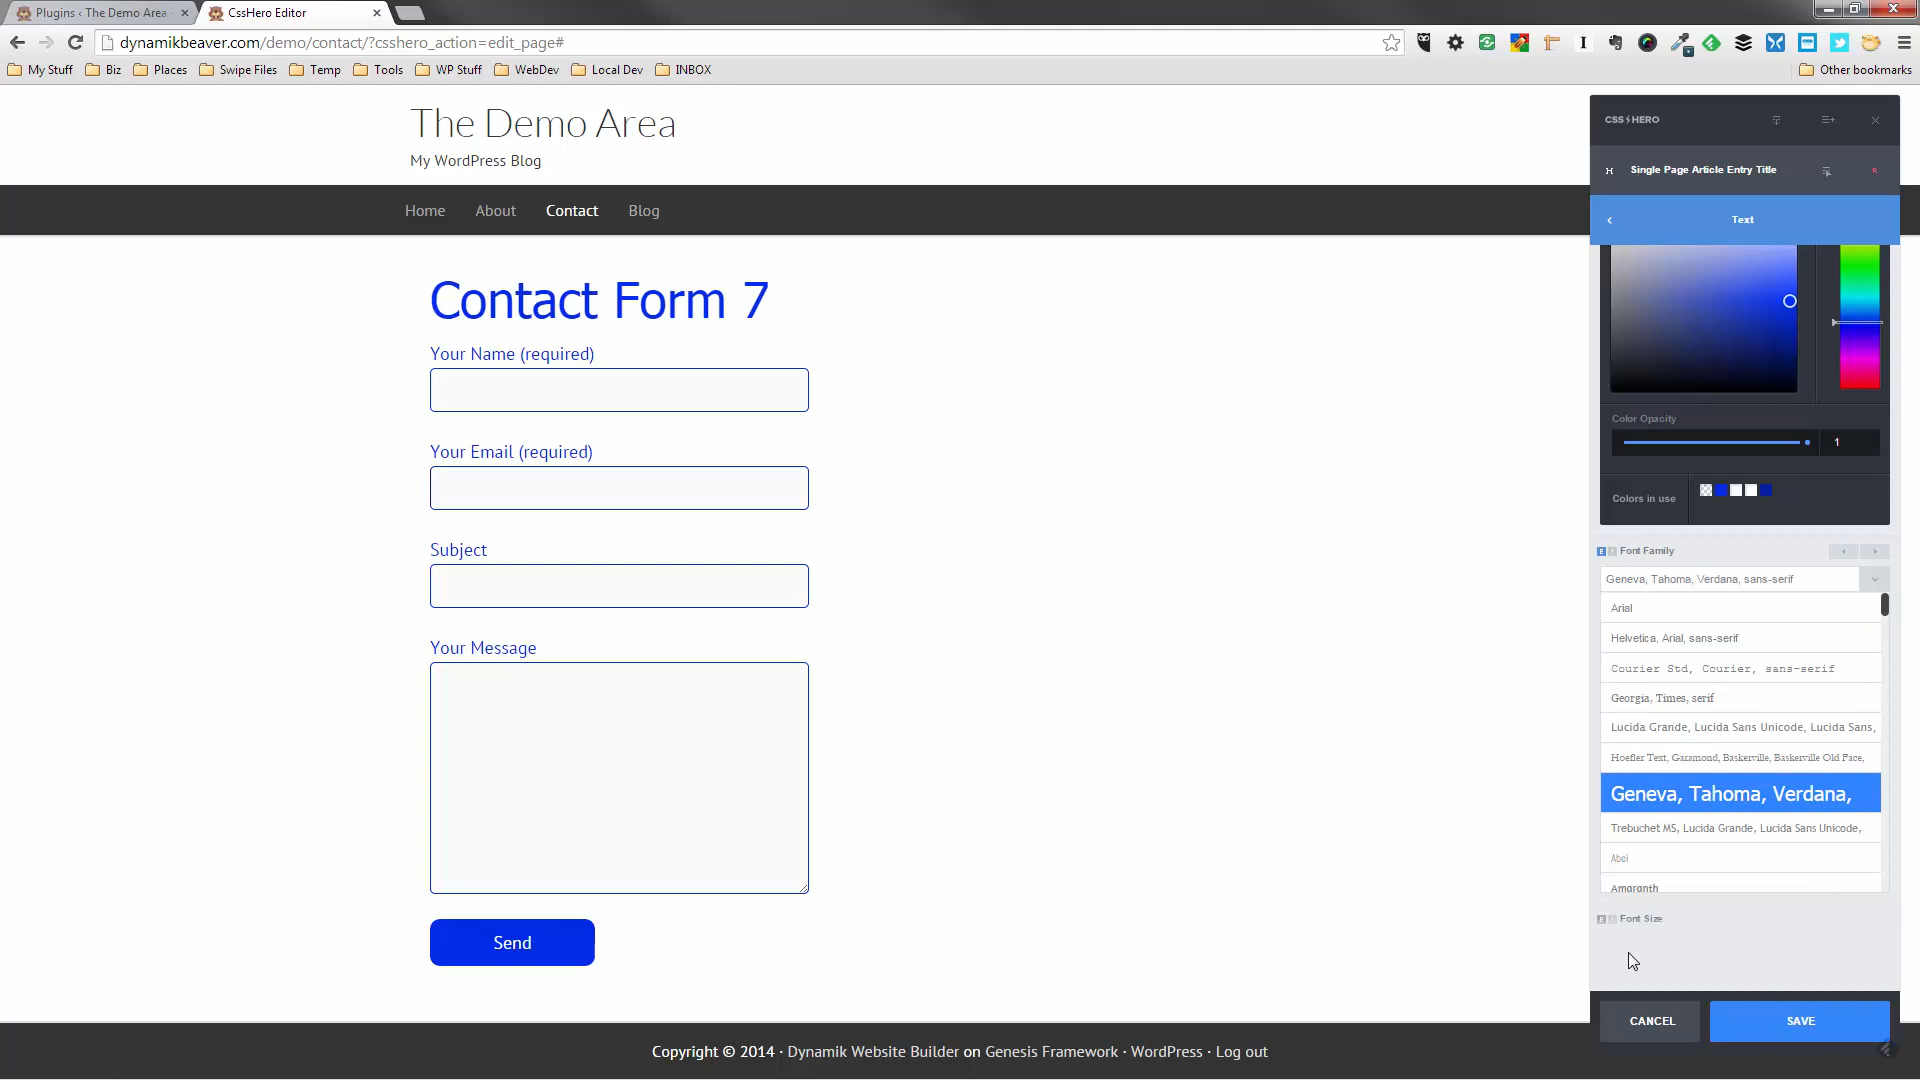 Plugins ‹ The Demo Area
CssHero Editor
dynamikbeaver.com/demo/contact/?csshero_action=edit_page#
My Stuff
Biz
Places
Swipe Files
Temp
Tools
WP Stuff
WebDev
Local Dev
INBOX
Other bookmarks
The Demo Area
My WordPress Blog
Home
About
Contact
Blog
Contact Form 7
Your Name (required)
Your Email (required)
Subject
Your Message
Send
Copyright © 2014 · Dynamik Website Builder on Genesis Framework · WordPress · Log out
CSS HERO
Single Page Article Entry Title
R
Text
Color Opacity
1
Colors in use
E Font Family
Geneva, Tahoma, Verdana, sans-serif
Arial
Helvetica, Arial, sans-serif
Courier Std, Courier, sans-serif
Georgia, Times, serif
Lucida Grande, Lucida Sans Unicode, Lucida Sans,
Hoefler Text, Garamond, Baskerville, Baskerville Old Face,
Geneva, Tahoma, Verdana,
Trebuchet MS, Lucida Grande, Lucida Sans Unicode,
Abel
Amaranth
E Font Size
CANCEL
SAVE